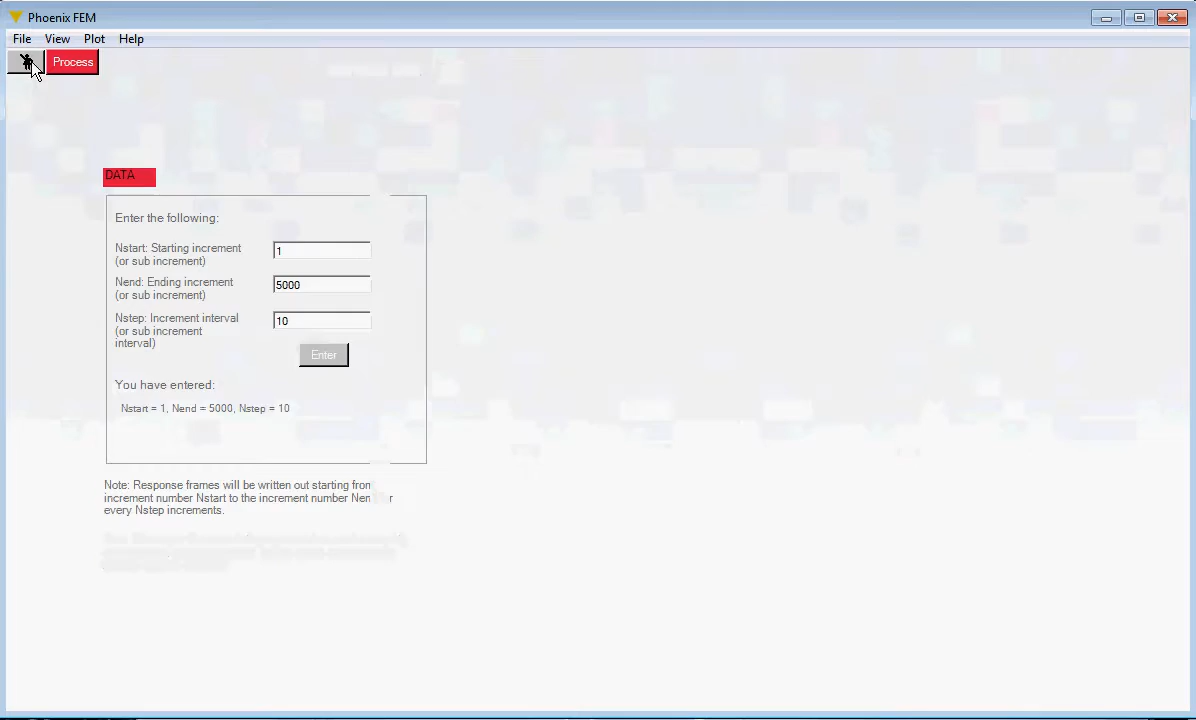 Phoenix FEM
File View Plot Help
Process
DATA
Enter the following:
Nstart: Starting increment
(or sub increment)
1
Nend: Ending increment
(or sub increment)
5000
Nstep: Increment interval
(or sub increment
interval)
10
Enter
You have entered:
Nstart = 1, Nend = 5000, Nstep = 10
Note: Response frames will be written out starting from
increment number Nstart to the increment number
every Nstep increments.